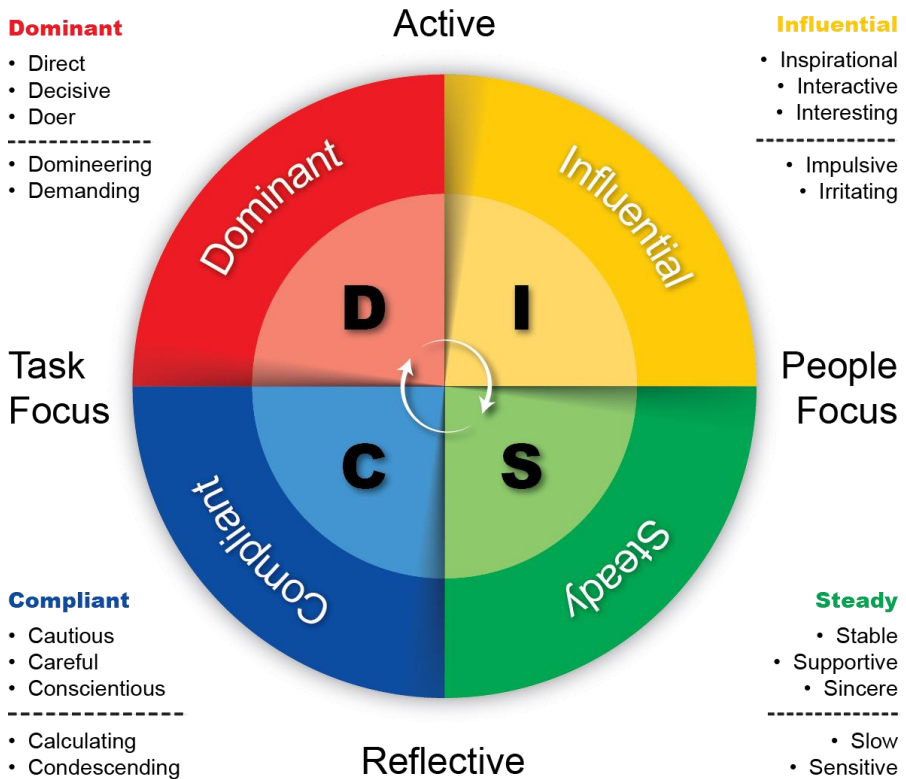 Active
Dominant
• Direct
• Decisive
• Doer
• Domineering
• Demanding
Influential
• Inspirational
• Interactive
• Interesting
• Impulsive
• Irritating
Dominant
Influential
D
I
Task
Focus
People
Focus
C
S
Compliant
Steady
Compliant
• Cautious
• Careful
• Conscientious
• Calculating
• Condescending
Steady
• Stable
• Supportive
• Sincere
• Slow
• Sensitive
Reflective